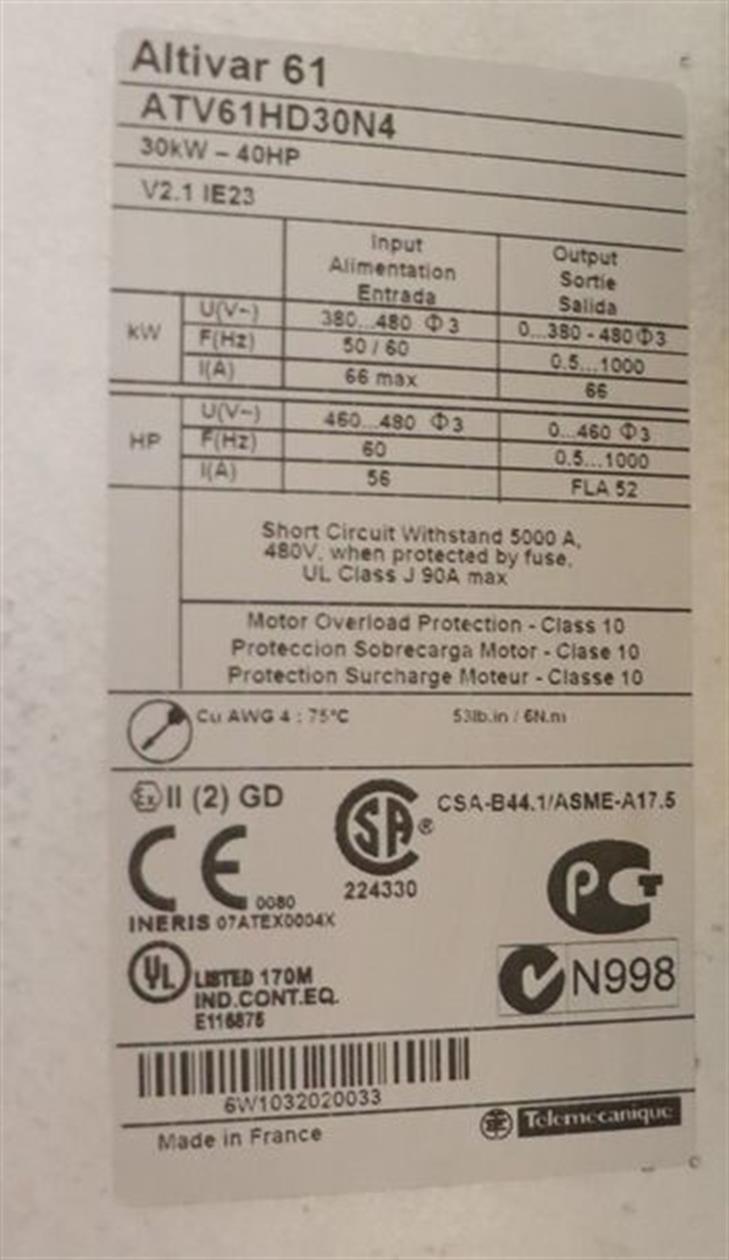 Altivar 61
ATV61HD30N4
30kW - 40HP
V2.1 IE23
Input Output
Alimentation Sortie
Entrada Salida
kW
U(V~) 380...480 Φ3 0...380 - 480Φ3
F(Hz) 50 / 60 0.5...1000
I(A) 66 max 66
HP
U(V~) 460...480 Φ3 0...460 Φ3
F(Hz) 60 0.5...1000
I(A) 56 FLA 52
Short Circuit Withstand 5000 A,
480V, when protected by fuse,
UL Class J 90A max
Motor Overload Protection - Class 10
Proteccion Sobrecarga Motor - Clase 10
Protection Surcharge Moteur - Classe 10
Cu AWG 4 : 75°C 53lb.in / 6N.m
Ex II (2) GD
SA ® CSA-B44.1/ASME-A17.5
CE 0080
224330
INERIS 07ATEX0004X
PCT
UL LISTED 170M
IND.CONT.EQ.
E116875
N998
6W1032020033
Made in France
Telemecanique